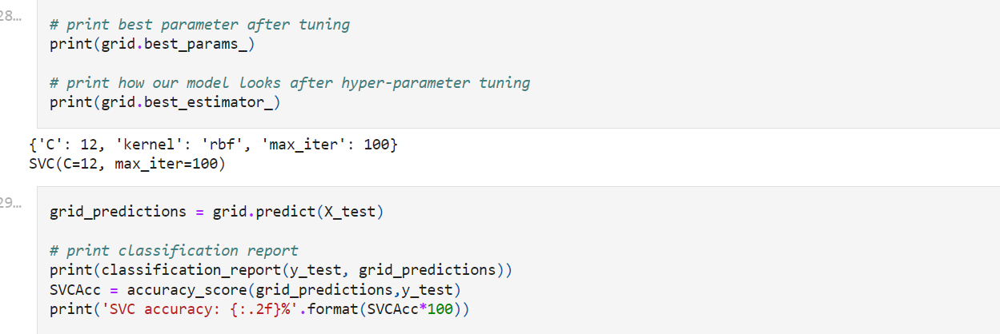 28...
# print best parameter after tuning
print(grid.best_params_)
# print how our model looks after hyper-parameter tuning
print(grid.best_estimator_)
{'C': 12, 'kernel': 'rbf', 'max_iter': 100}
SVC(C=12, max_iter=100)
29...
grid_predictions = grid.predict(X_test)
# print classification report
print(classification_report(y_test, grid_predictions))
SVCAcc = accuracy_score(grid_predictions,y_test)
print('SVC accuracy: {:.2f}%'.format(SVCAcc*100))